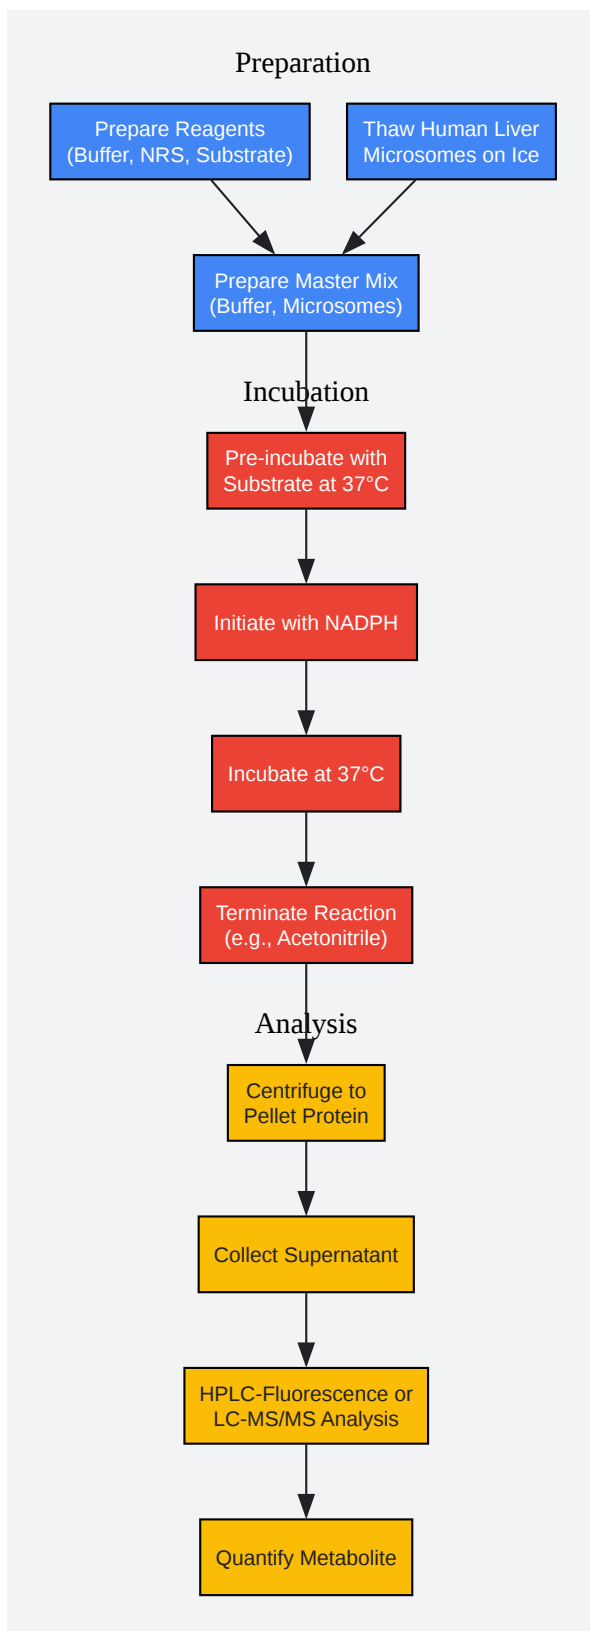 Preparation
Prepare Reagents
(Buffer, NRS, Substrate)
Thaw Human Liver
Microsomes on Ice
Prepare Master Mix
(Buffer, Microsomes)
Incubation
Pre-incubate with
Substrate at 37°C
Initiate with NADPH
Incubate at 37°C
Terminate Reaction
(e.g., Acetonitrile)
Analysis
Centrifuge to
Pellet Protein
Collect Supernatant
HPLC-Fluorescence or
LC-MS/MS Analysis
Quantify Metabolite